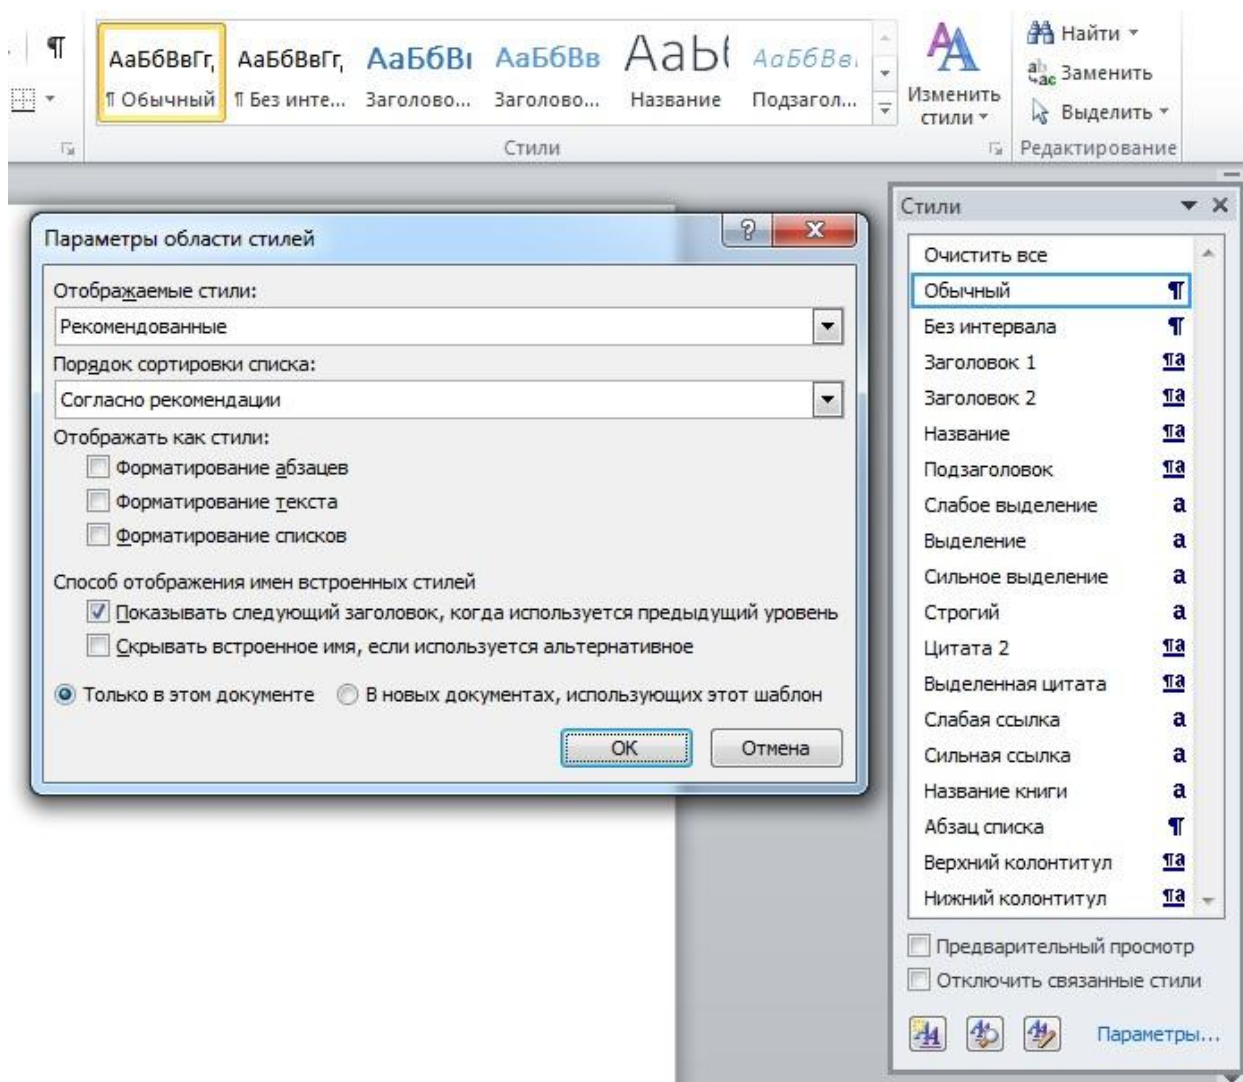 ¶ АаБбВвГг, АаБбВвГг, АаБбВı АаБбВв АаЫ АаБбВв Изменить стили Найти
¶ Обычный ¶ Без инте... Заголово... Заголово... Название Подзагол... Заменить
Выделить
Стили Редактирование
Стили
Параметры области стилей
Отображаемые стили:
Рекомендованные
Порядок сортировки списка:
Согласно рекомендации
Отображать как стили:
Форматирование абзацев
Форматирование текста
Форматирование списков
Способ отображения имен встроенных стилей
Показывать следующий заголовок, когда используется предыдущий уровень
Скрывать встроенное имя, если используется альтернативное
Только в этом документе В новых документах, использующих этот шаблон
ОК Отмена
Очистить все
Обычный ¶
Без интервала ¶
Заголовок 1 ¶a
Заголовок 2 ¶a
Название ¶a
Подзаголовок ¶a
Слабое выделение a
Выделение a
Сильное выделение a
Строгий a
Цитата 2 ¶a
Выделенная цитата ¶a
Слабая ссылка a
Сильная ссылка a
Название книги a
Абзац списка ¶
Верхний колонтитул ¶a
Нижний колонтитул ¶a
Предварительный просмотр
Отключить связанные стили
Параметры...